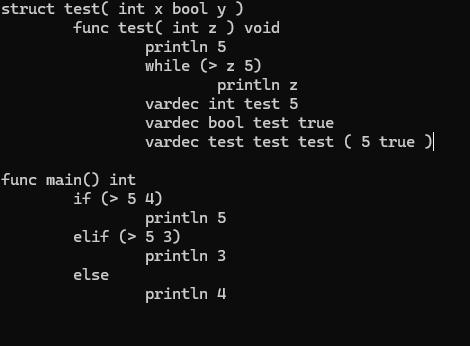 struct test( int x bool y )
        func test( int z ) void
                println 5
                while (> z 5)
                        println z
                vardec int test 5
                vardec bool test true
                vardec test test test ( 5 true )
func main() int
        if (> 5 4)
                println 5
        elif (> 5 3)
                println 3
        else
                println 4